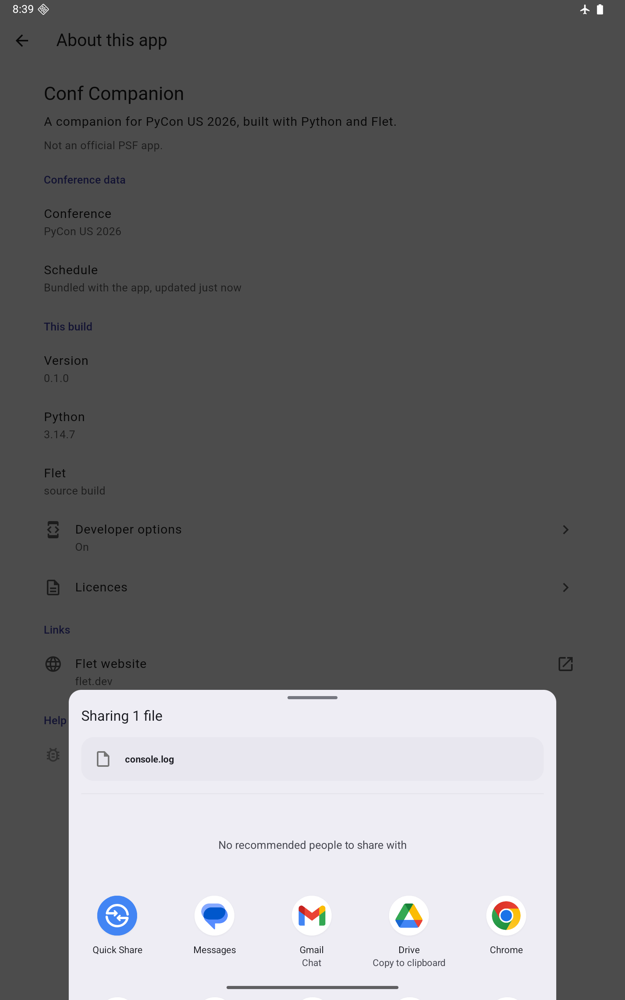 8:39
About this app
Conf Companion
A companion for PyCon US 2026, built with Python and Flet.
Not an official PSF app.
Conference data
Conference
PyCon US 2026
Schedule
Bundled with the app, updated just now
This build
Version
0.1.0
Python
3.14.7
Flet
source build
Developer options
On
Licences
Links
Flet website
flet.dev
Help
Sharing 1 file
console.log
No recommended people to share with
Quick Share
Messages
Gmail
Chat
Drive
Copy to clipboard
Chrome